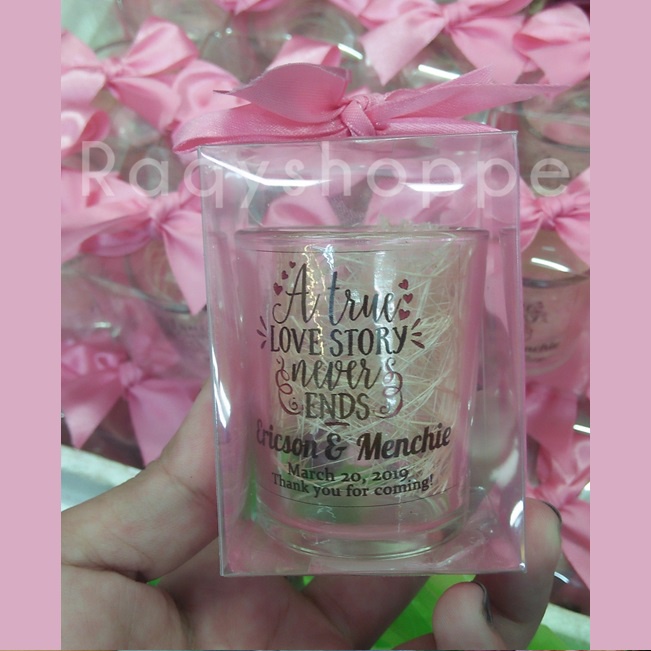 Raqyshoppe
A true
LOVE STORY
never
ENDS
Ericson & Menchie
March 20, 2019
Thank you for coming!